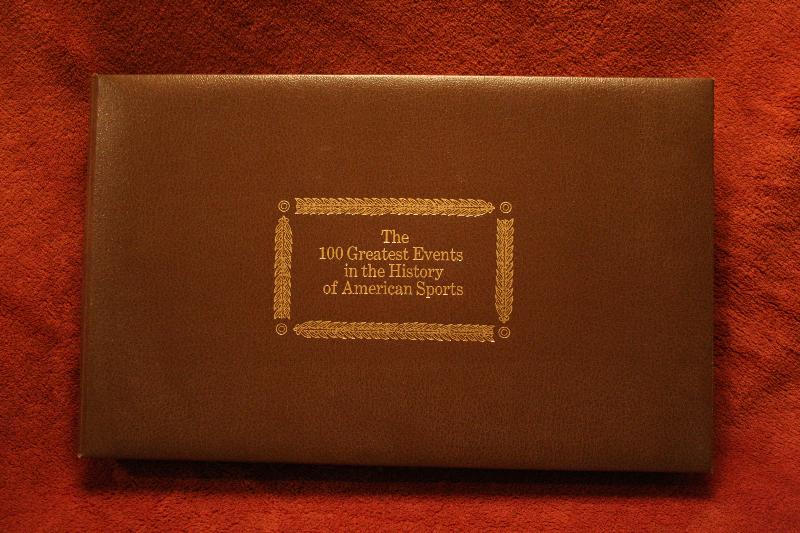 The
100 Greatest Events
in the History
of American Sports